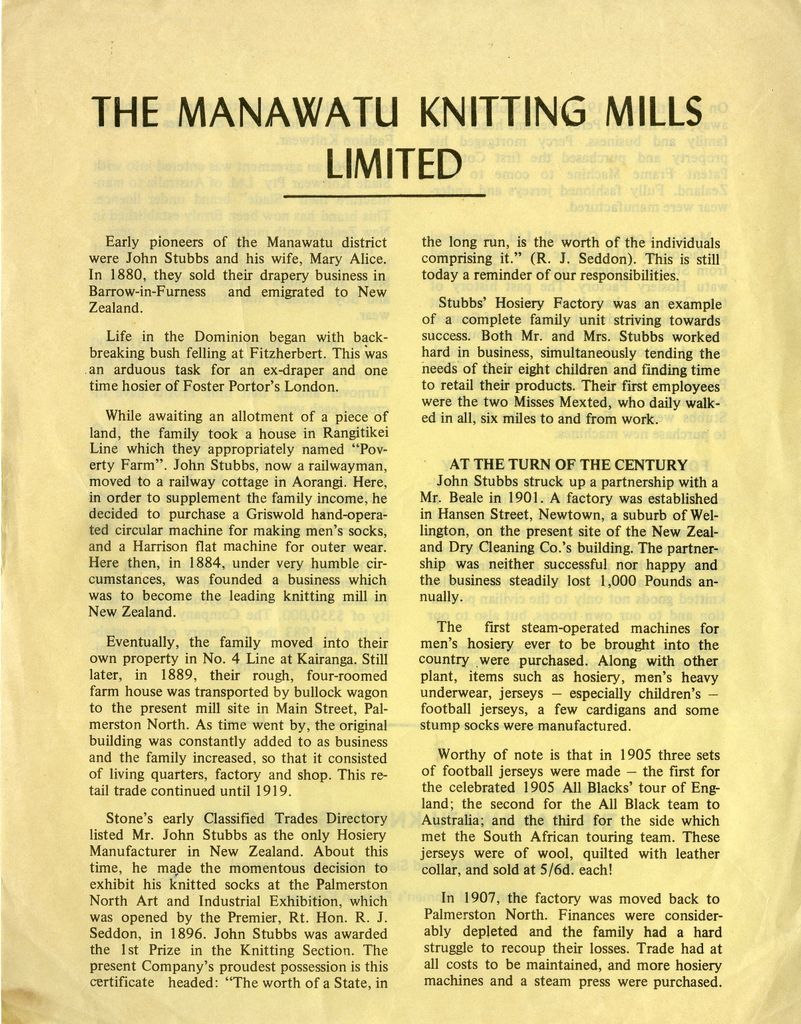 THE MANAWATU KNITTING MILLS
LIMITED
Early pioneers of the Manawatu district
were John Stubbs and his wife, Mary Alice.
In 1880, they sold their drapery business in
Barrow-in-Furness and emigrated to New
Zealand.
Life in the Dominion began with back-
breaking bush felling at Fitzherbert. This was
an arduous task for an ex-draper and one
time hosier of Foster Portor's London.
While awaiting an allotment of a piece of
land, the family took a house in Rangitikei
Line which they appropriately named "Pov-
erty Farm". John Stubbs, now a railwayman,
moved to a railway cottage in Aorangi. Here,
in order to supplement the family income, he
decided to purchase a Griswold hand-opera-
ted circular machine for making men's socks,
and a Harrison flat machine for outer wear.
Here then, in 1884, under very humble cir-
cumstances, was founded a business which
was to become the leading knitting mill in
New Zealand.
Eventually, the family moved into their
own property in No. 4 Line at Kairanga. Still
later, in 1889, their rough, four-roomed
farm house was transported by bullock wagon
to the present mill site in Main Street, Pal-
merston North. As time went by, the original
building was constantly added to as business
and the family increased, so that it consisted
of living quarters, factory and shop. This re-
tail trade continued until 1919.
Stone's early Classified Trades Directory
listed Mr. John Stubbs as the only Hosiery
Manufacturer in New Zealand. About this
time, he made the momentous decision to
exhibit his knitted socks at the Palmerston
North Art and Industrial Exhibition, which
was opened by the Premier, Rt. Hon. R. J.
Seddon, in 1896. John Stubbs was awarded
the 1st Prize in the Knitting Section. The
present Company's proudest possession is this
certificate headed: "The worth of a State, in
the long run, is the worth of the individuals
comprising it." (R. J. Seddon). This is still
today a reminder of our responsibilities.
Stubbs' Hosiery Factory was an example
of a complete family unit striving towards
success. Both Mr. and Mrs. Stubbs worked
hard in business, simultaneously tending the
needs of their eight children and finding time
to retail their products. Their first employees
were the two Misses Mexted, who daily walk-
ed in all, six miles to and from work.
AT THE TURN OF THE CENTURY
John Stubbs struck up a partnership with a
Mr. Beale in 1901. A factory was established
in Hansen Street, Newtown, a suburb of Wel-
lington, on the present site of the New Zeal-
and Dry Cleaning Co.'s building. The partner-
ship was neither successful nor happy and
the business steadily lost 1,000 Pounds an-
nually.
The first steam-operated machines for
men's hosiery ever to be brought into the
country were purchased. Along with other
plant, items such as hosiery, men's heavy
underwear, jerseys – especially children's –
football jerseys, a few cardigans and some
stump socks were manufactured.
Worthy of note is that in 1905 three sets
of football jerseys were made – the first for
the celebrated 1905 All Blacks' tour of Eng-
land; the second for the All Black team to
Australia; and the third for the side which
met the South African touring team. These
jerseys were of wool, quilted with leather
collar, and sold at 5/6d. each!
In 1907, the factory was moved back to
Palmerston North. Finances were consider-
ably depleted and the family had a hard
struggle to recoup their losses. Trade had at
all costs to be maintained, and more hosiery
machines and a steam press were purchased.